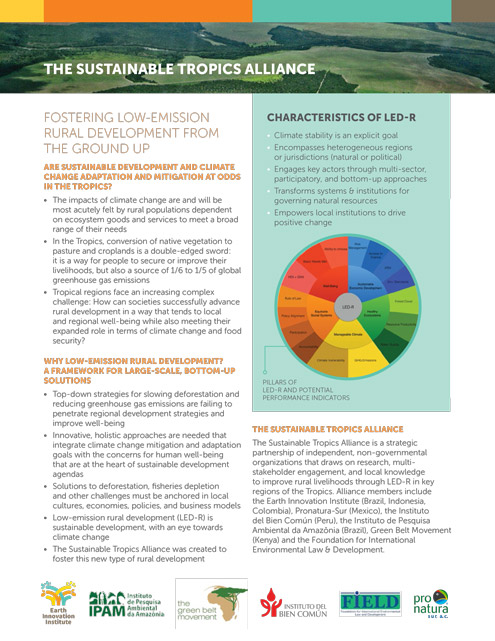 THE SUSTAINABLE TROPICS ALLIANCE
FOSTERING LOW-EMISSION
RURAL DEVELOPMENT FROM
THE GROUND UP
ARE SUSTAINABLE DEVELOPMENT AND CLIMATE
CHANGE ADAPTATION AND MITIGATION AT ODDS
IN THE TROPICS?
• The impacts of climate change are and will be
most acutely felt by rural populations dependent
on ecosystem goods and services to meet a broad
range of their needs
• In the Tropics, conversion of native vegetation to
pasture and croplands is a double-edged sword:
it is a way for people to secure or improve their
livelihoods, but also a source of 1/6 to 1/5 of global
greenhouse gas emissions
• Tropical regions face an increasing complex
challenge: How can societies successfully advance
rural development in a way that tends to local
and regional well-being while also meeting their
expanded role in terms of climate change and food
security?
WHY LOW-EMISSION RURAL DEVELOPMENT?
A FRAMEWORK FOR LARGE-SCALE, BOTTOM-UP
SOLUTIONS
• Top-down strategies for slowing deforestation and
reducing greenhouse gas emissions are failing to
penetrate regional development strategies and
improve well-being
• Innovative, holistic approaches are needed that
integrate climate change mitigation and adaptation
goals with the concerns for human well-being
that are at the heart of sustainable development
agendas
• Solutions to deforestation, fisheries depletion
and other challenges must be anchored in local
cultures, economies, policies, and business models
• Low-emission rural development (LED-R) is
sustainable development, with an eye towards
climate change
• The Sustainable Tropics Alliance was created to
foster this new type of rural development
CHARACTERISTICS OF LED-R
• Climate stability is an explicit goal
• Encompasses heterogeneous regions
or jurisdictions (natural or political)
• Engages key actors through multi-sector,
participatory, and bottom-up approaches
• Transforms systems & institutions for
governing natural resources
• Empowers local institutions to drive
positive change
LED-R
Well-Being
Sustainable
Economic Development
Healthy
Ecosystems
Manageable Climate
Equitable
Good Systems
PILLARS OF
LED-R AND POTENTIAL
PERFORMANCE INDICATORS
THE SUSTAINABLE TROPICS ALLIANCE
The Sustainable Tropics Alliance is a strategic
partnership of independent, non-governmental
organizations that draws on research, multi-
stakeholder engagement, and local knowledge
to improve rural livelihoods through LED-R in key
regions of the Tropics. Alliance members include
the Earth Innovation Institute (Brazil, Indonesia,
Colombia), Pronatura-Sur (Mexico), the Instituto
del Bien Común (Peru), the Instituto de Pesquisa
Ambiental da Amazônia (Brazil), Green Belt Movement
(Kenya) and the Foundation for International
Environmental Law & Development.
Earth
Innovation
Institute
IPAM
Instituto
de Pesquisa
Ambiental
da Amazônia
the
green belt
movement
INSTITUTO DEL
BIEN COMÚN
FIELD
pro
natura
sur a.c.